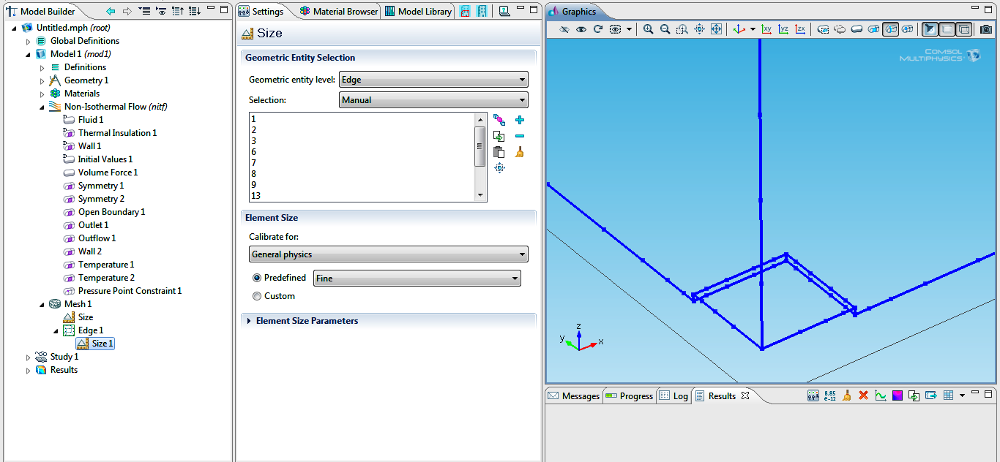 Model Builder
Untitled.mph (root)
Global Definitions
Model 1 (mod1)
Definitions
Geometry 1
Materials
Non-Isothermal Flow (nitf)
Fluid 1
Thermal Insulation 1
Wall 1
Initial Values 1
Volume Force 1
Symmetry 1
Symmetry 2
Open Boundary 1
Outlet 1
Outflow 1
Wall 2
Temperature 1
Temperature 2
Pressure Point Constraint 1
Mesh 1
Size
Edge 1
Size 1
Study 1
Results
Settings Material Browser Model Library
Size
Geometric Entity Selection
Geometric entity level: Edge
Selection: Manual
1
2
3
6
7
8
9
13
Element Size
Calibrate for:
General physics
Predefined Fine
Custom
Element Size Parameters
Graphics
xy yz zx
COMSOL
MULTIPHYSICS
z
y
x
Messages Progress Log Results
8.85
e-12